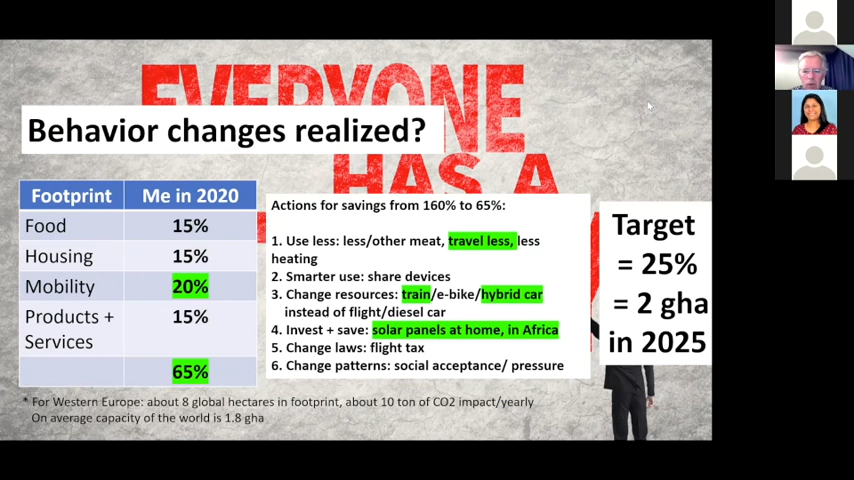 EVERYONE
HAS A
Behavior changes realized?
Footprint Me in 2020
Food 15%
Housing 15%
Mobility 20%
Products + 15%
Services
65%
Actions for savings from 160% to 65%:
1. Use less: less/other meat, travel less, less
heating
2. Smarter use: share devices
3. Change resources: train/e-bike/hybrid car
instead of flight/diesel car
4. Invest + save: solar panels at home, in Africa
5. Change laws: flight tax
6. Change patterns: social acceptance/ pressure
Target
= 25%
= 2 gha
in 2025
* For Western Europe: about 8 global hectares in footprint, about 10 ton of CO2 impact/yearly
On average capacity of the world is 1.8 gha